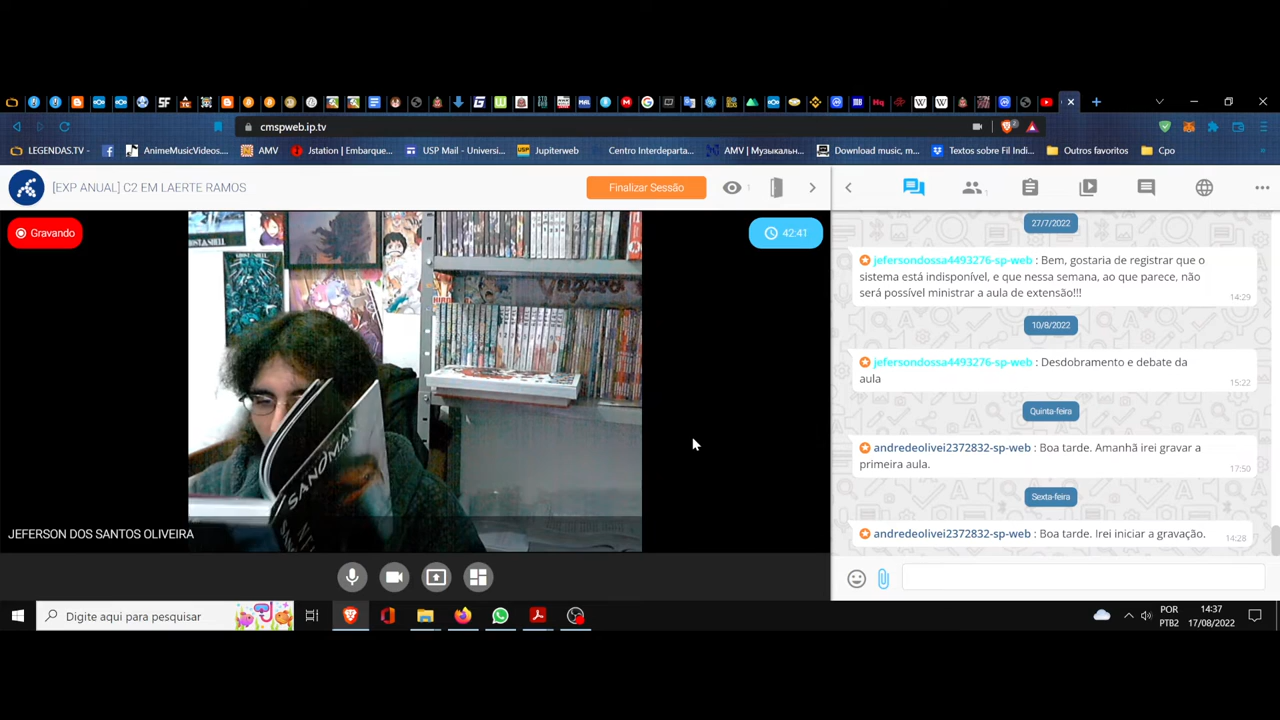 cmspweb.ip.tv
LEGENDAS.TV
AnimeMusicVideos...
AMV
Jstation | Embarque...
USP Mail - Universi...
Jupiterweb
Centro Interdeparta...
AMV | Музыкальн...
Download music, m...
Textos sobre Fil Indi...
Outros favoritos
Cpo
[EXP ANUAL] C2 EM LAERTE RAMOS
Finalizar Sessão
1
1
Gravando
42:41
SANDMAN
JEFERSON DOS SANTOS OLIVEIRA
27/7/2022
jefersondossa4493276-sp-web : Bem, gostaria de registrar que o
sistema está indisponível, e que nessa semana, ao que parece, não
será possível ministrar a aula de extensão!!!
14:29
10/8/2022
jefersondossa4493276-sp-web : Desdobramento e debate da
aula
15:22
Quinta-feira
andredeolivei2372832-sp-web : Boa tarde. Amanhã irei gravar a
primeira aula.
17:50
Sexta-feira
andredeolivei2372832-sp-web : Boa tarde. Irei iniciar a gravação.
14:28
Digite aqui para pesquisar
POR
PTB2
14:37
17/08/2022